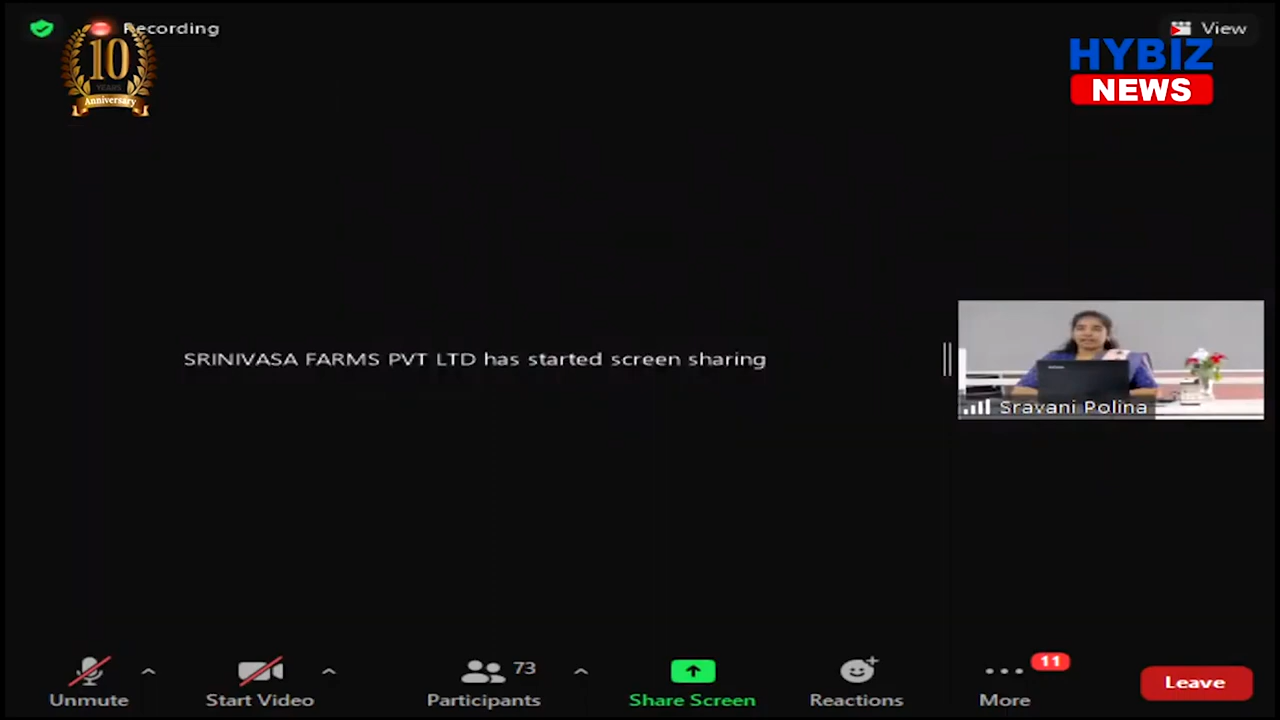 Recording
View
10
YEARS
Anniversary
HYBIZ
NEWS
SRINIVASA FARMS PVT LTD has started screen sharing
Sravani Polina
73
11
Unmute
Start Video
Participants
Share Screen
Reactions
More
Leave